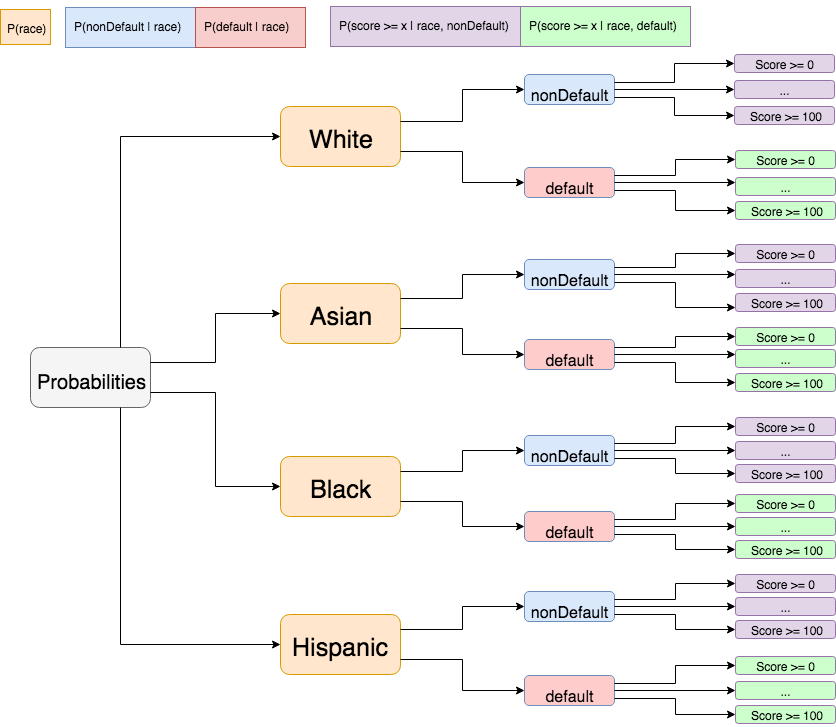 P(race)
P(nonDefault | race)
P(default | race)
P(score >= x | race, nonDefault)
P(score >= x | race, default)
Probabilities
White
nonDefault
Score >= 0
...
Score >= 100
default
Score >= 0
...
Score >= 100
Asian
nonDefault
Score >= 0
...
Score >= 100
default
Score >= 0
...
Score >= 100
Black
nonDefault
Score >= 0
...
Score >= 100
default
Score >= 0
...
Score >= 100
Hispanic
nonDefault
Score >= 0
...
Score >= 100
default
Score >= 0
...
Score >= 100